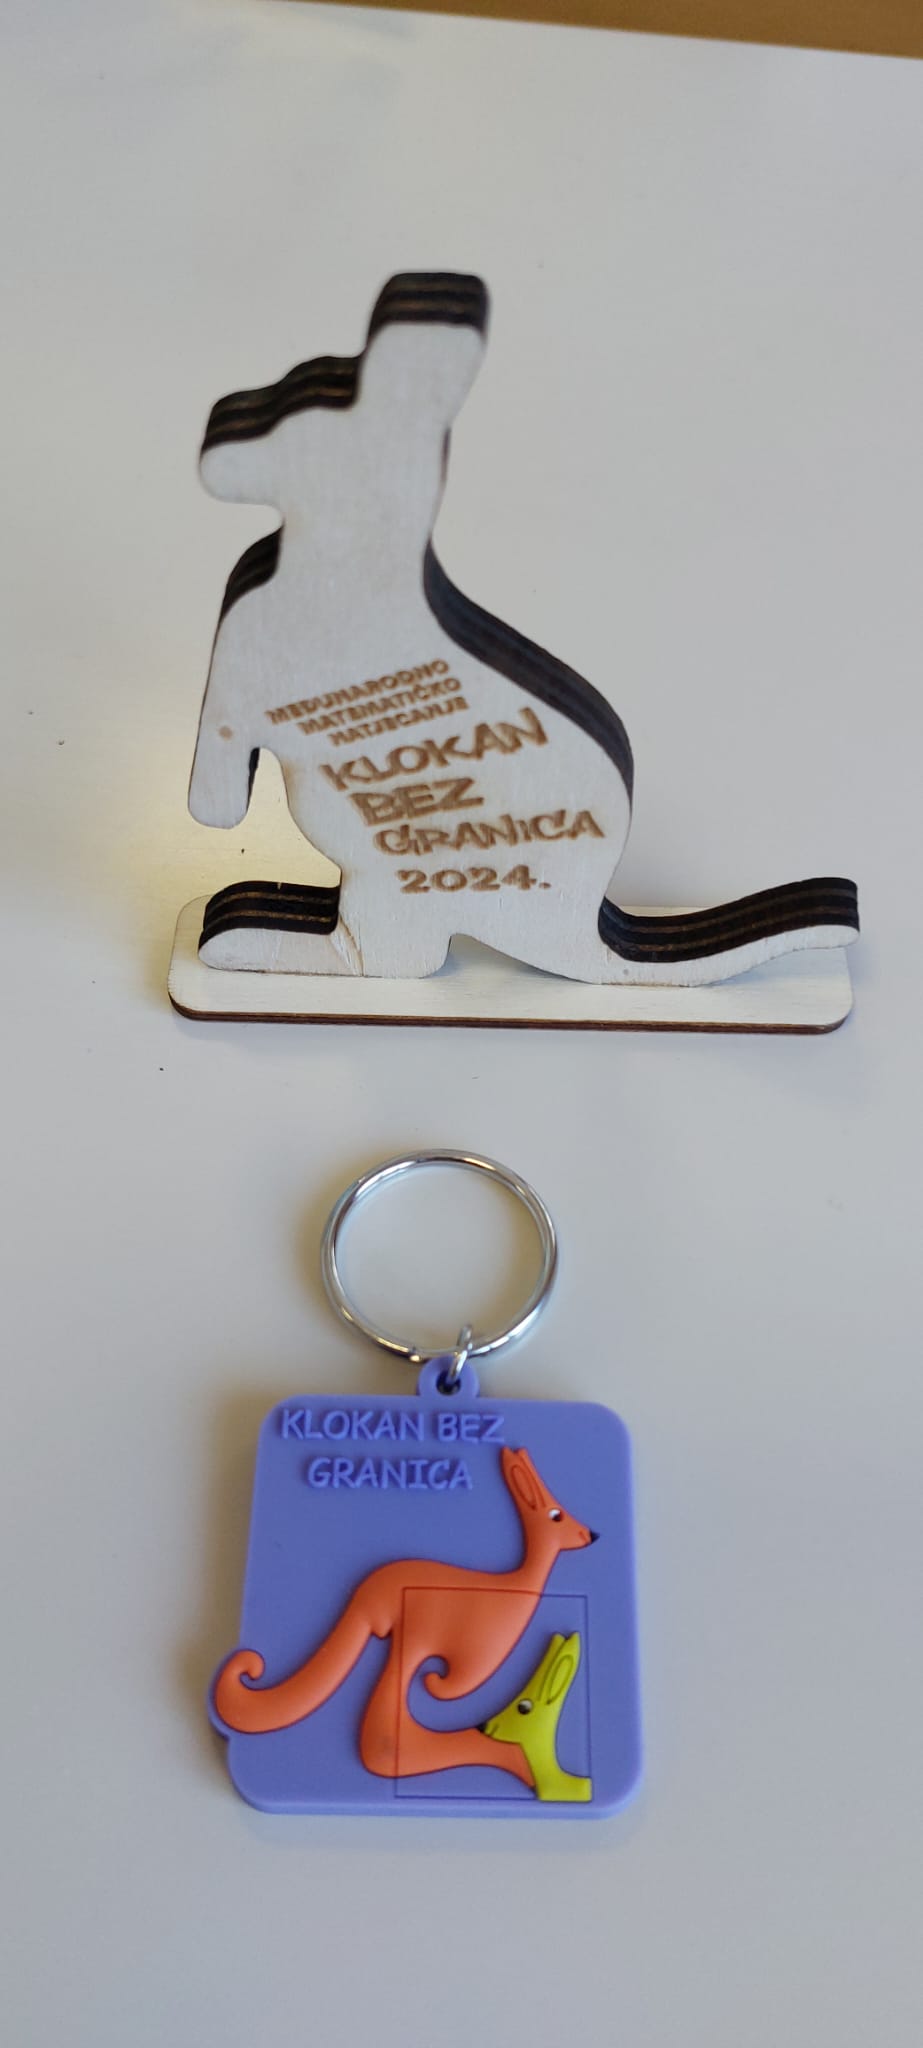 MEĐUNARODNO
MATEMATIČKO
NATJECANJE
KLOKAN
BEZ
GRANICA
2024.
KLOKAN BEZ
GRANICA